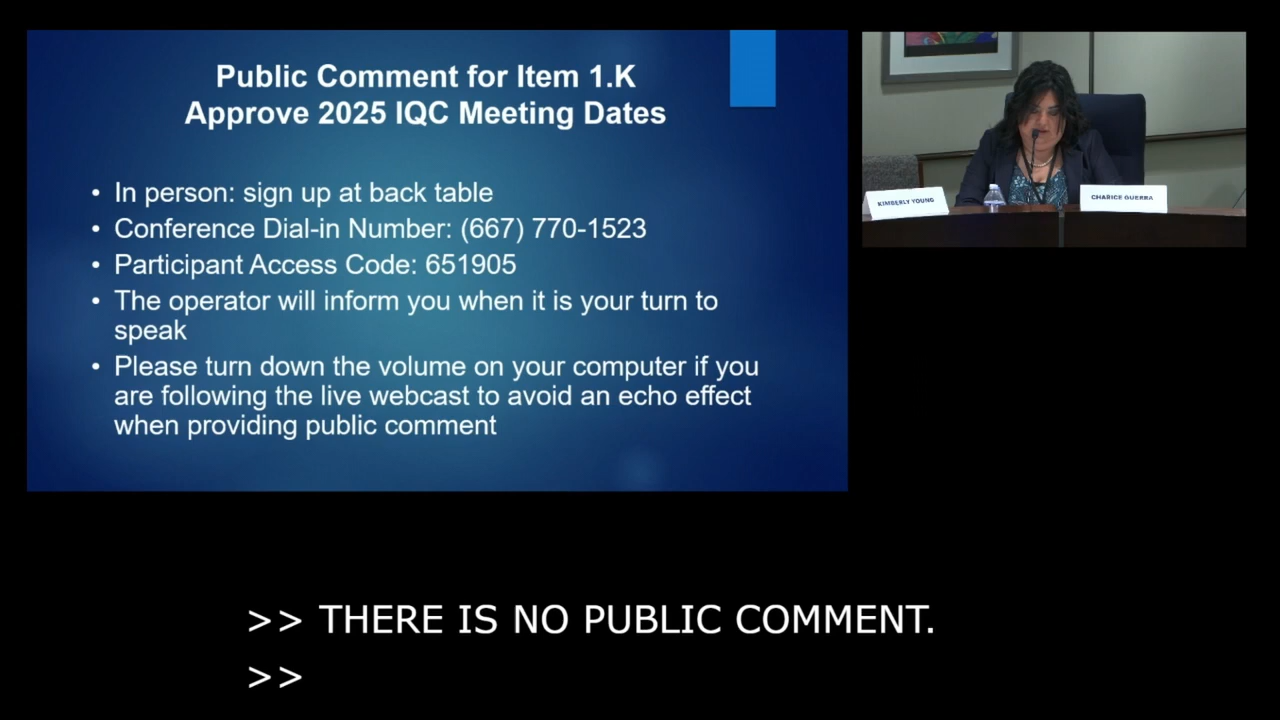 Public Comment for Item 1.K
Approve 2025 IQC Meeting Dates
• In person: sign up at back table
• Conference Dial-in Number: (667) 770-1523
• Participant Access Code: 651905
• The operator will inform you when it is your turn to
speak
• Please turn down the volume on your computer if you
are following the live webcast to avoid an echo effect
when providing public comment
KIMBERLY YOUNG
CHARICE GUERRA
>> THERE IS NO PUBLIC COMMENT.
>>